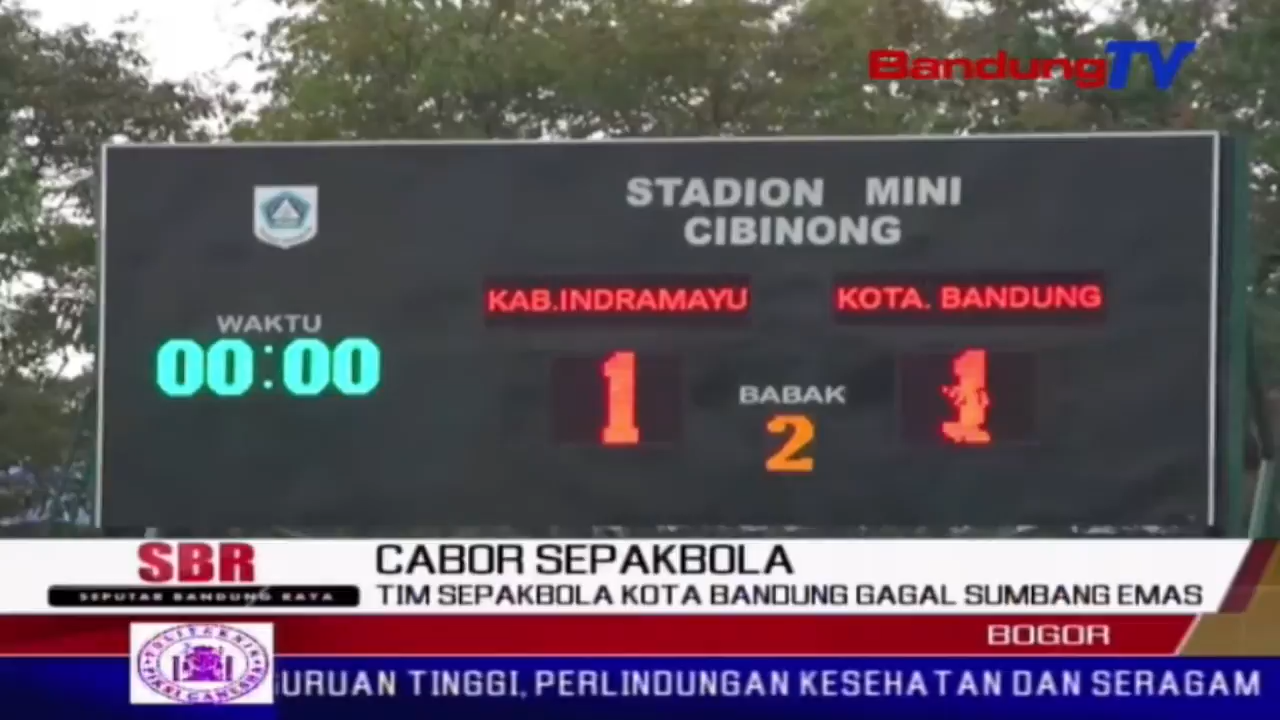 BandungTV
STADION MINI
CIBINONG
KAB.INDRAMAYU
KOTA. BANDUNG
WAKTU
00:00
1
BABAK
1
2
SBR
SEPUTAR BANDUNG RAYA
CABOR SEPAKBOLA
TIM SEPAKBOLA KOTA BANDUNG GAGAL SUMBANG EMAS
BOGOR
URUAN TINGGI, PERLINDUNGAN KESEHATAN DAN SERAGAM